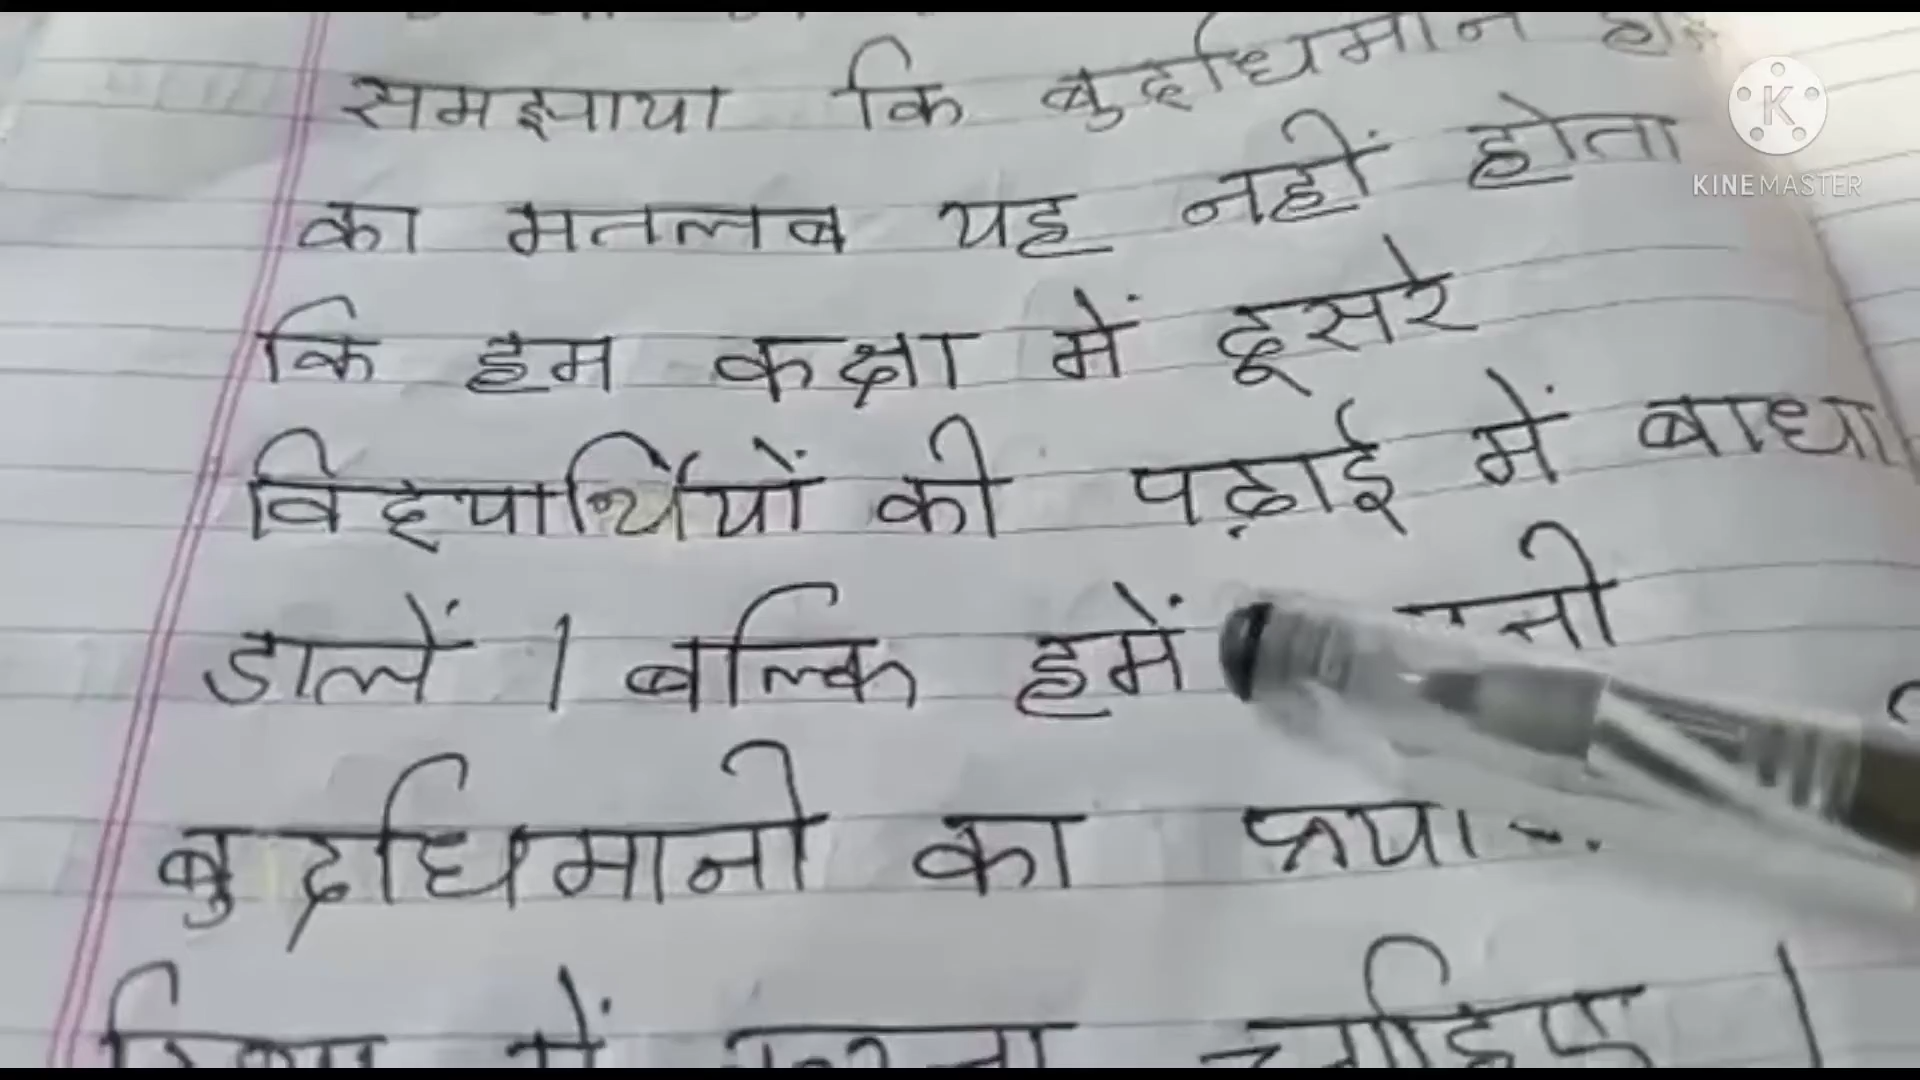 समझाया कि बुद्धिमान
का मतलब यह नहीं होता
कि हम कक्षा में दूसरे
विद्यार्थियों की पढ़ाई में बाधा
डालें । बल्कि हमें
बुद्धिमानी का
में चाहिए ।
KINEMASTER